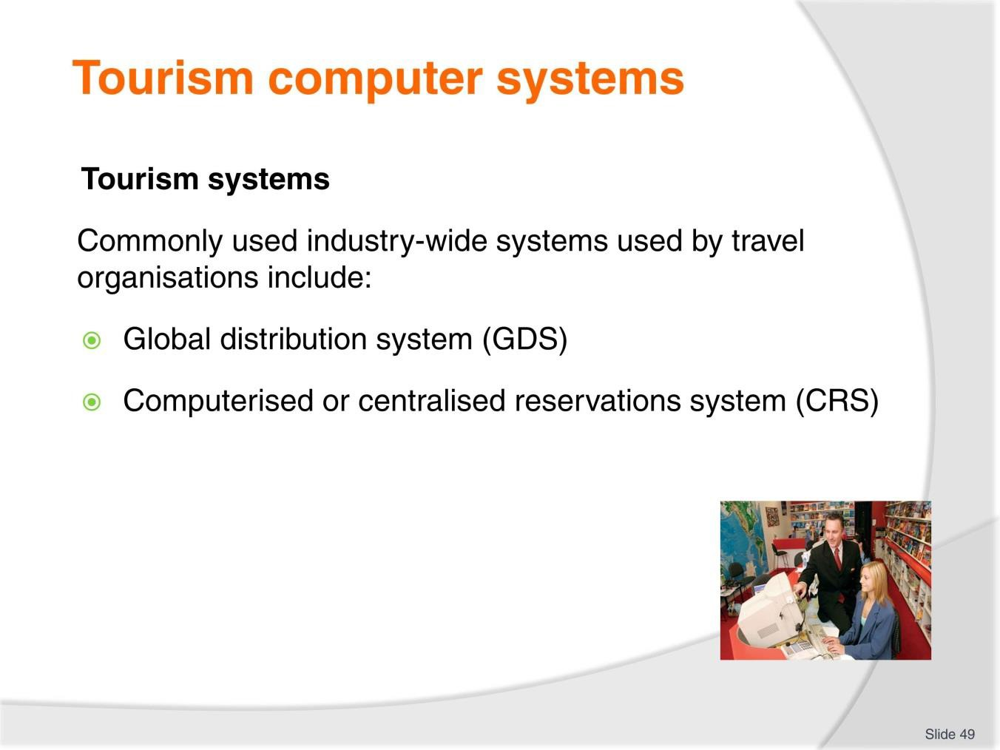 Tourism computer systems
Tourism systems
Commonly used industry-wide systems used by travel
organisations include:
Global distribution system (GDS)
Computerised or centralised reservations system (CRS)
Slide 49